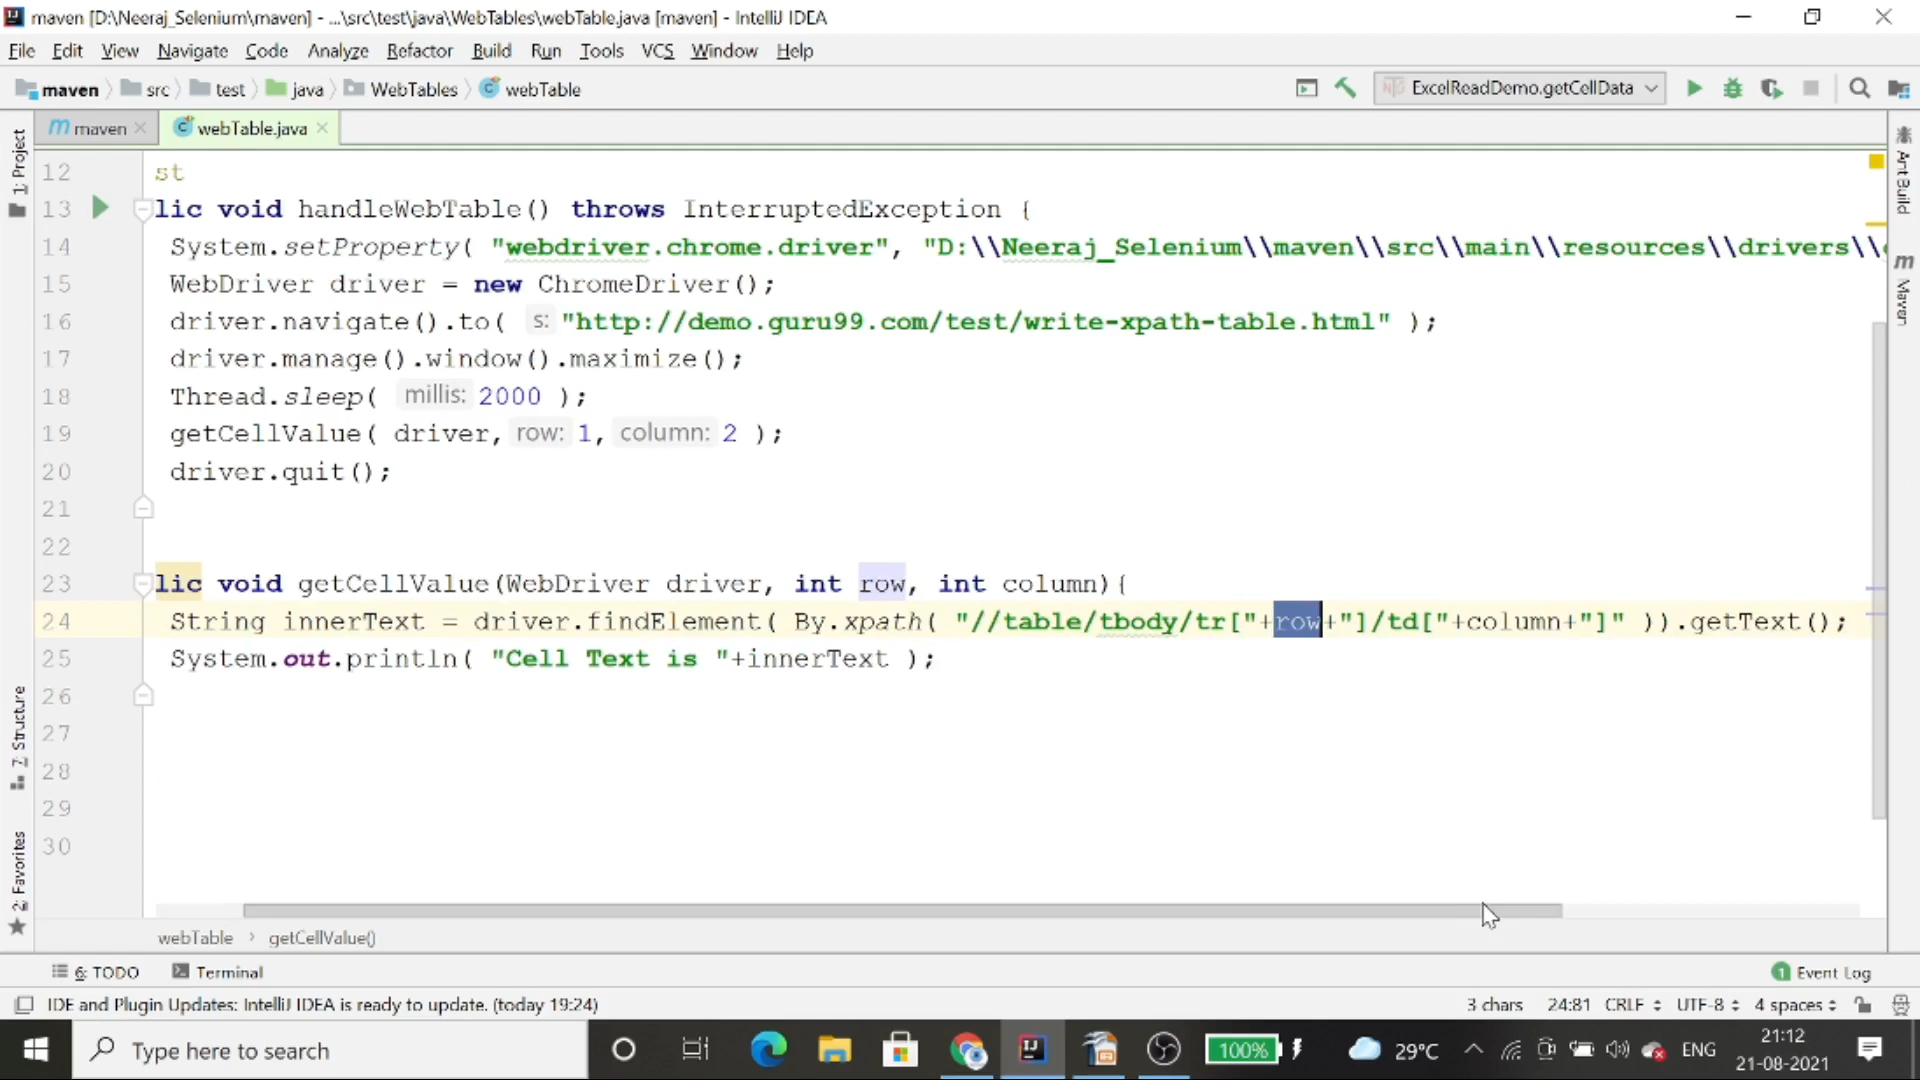 maven [D:\Neeraj_Selenium\maven] - ...\src\test\java\WebTables\webTable.java [maven] - IntelliJ IDEA
File Edit View Navigate Code Analyze Refactor Build Run Tools VCS Window Help
maven src test java WebTables webTable ExcelReadDemo.getCellData
maven webTable.java
12 st
13 lic void handleWebTable() throws InterruptedException {
14 System.setProperty( "webdriver.chrome.driver", "D:\\Neeraj_Selenium\\maven\\src\\main\\resources\\drivers\\
15 WebDriver driver = new ChromeDriver();
16 driver.navigate().to( s: "http://demo.guru99.com/test/write-xpath-table.html" );
17 driver.manage().window().maximize();
18 Thread.sleep( millis: 2000 );
19 getCellValue( driver, row: 1, column: 2 );
20 driver.quit();
21
22
23 lic void getCellValue(WebDriver driver, int row, int column){
24 String innerText = driver.findElement( By.xpath( "//table/tbody/tr["+row+"]/td["+column+"]" )).getText();
25 System.out.println( "Cell Text is "+innerText );
26
27
28
29
30
webTable getCellValue()
1: Project
7: Structure
2: Favorites
Ant Build
m Maven
6: TODO Terminal 1 Event Log
IDE and Plugin Updates: IntelliJ IDEA is ready to update. (today 19:24) 3 chars 24:81 CRLF UTF-8 4 spaces
Type here to search 100% 29°C ENG 21:12
21-08-2021